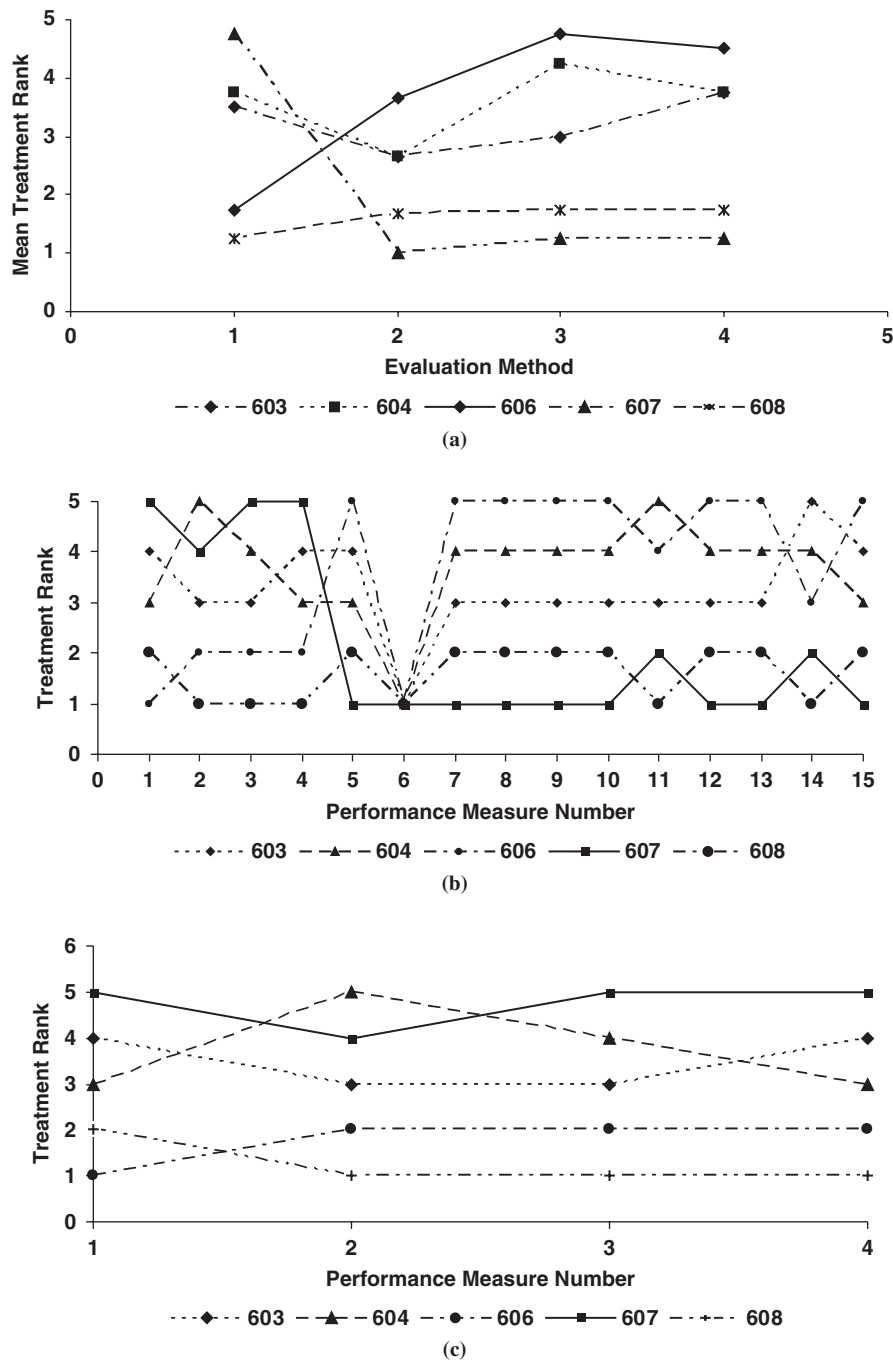 5
4
3
2
1
0
Mean Treatment Rank
0 1 2 3 4 5
Evaluation Method
603 604 606 607 608
(a)
5
4
3
2
1
0
Treatment Rank
0 1 2 3 4 5 6 7 8 9 10 11 12 13 14 15
Performance Measure Number
603 604 606 607 608
(b)
6
5
4
3
2
1
0
Treatment Rank
1 2 3 4
Performance Measure Number
603 604 606 607 608
(c)